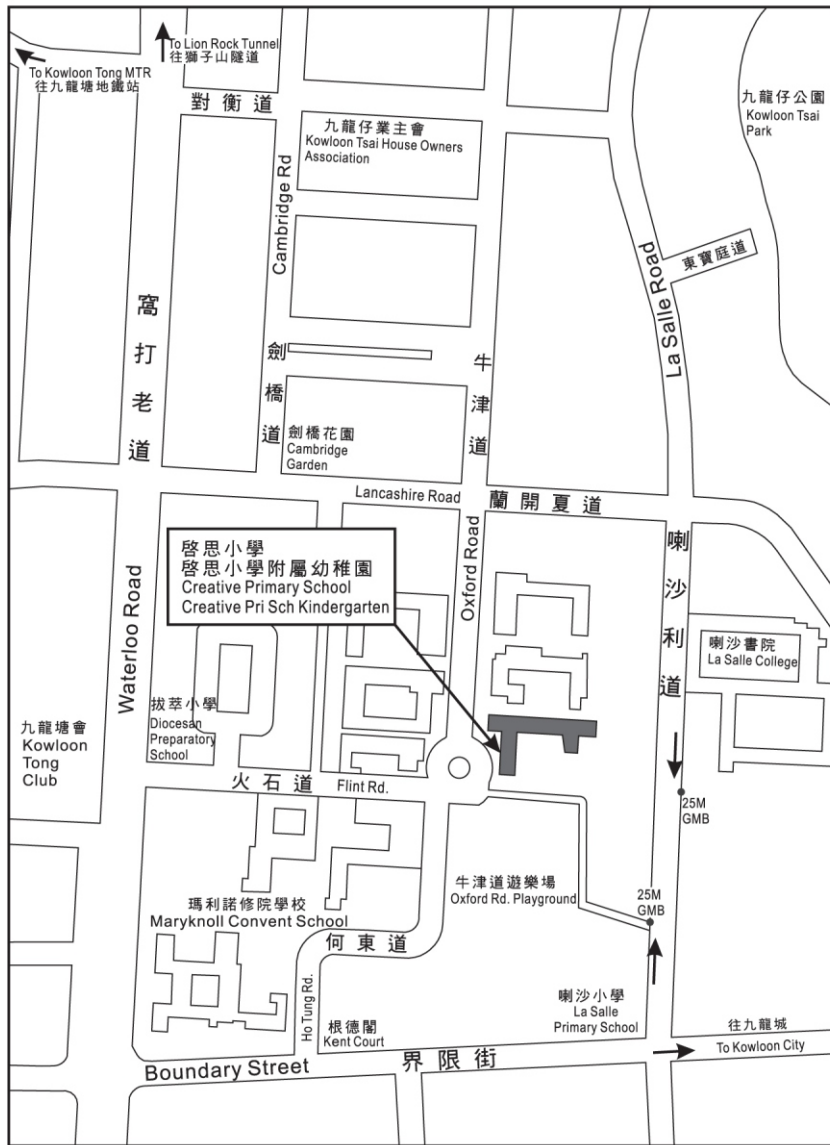 To Lion Rock Tunnel
往獅子山隧道
To Kowloon Tong MTR
往九龍塘地鐵站
對衡道
九龍仔業主會
Kowloon Tsai House Owners
Association
九龍仔公園
Kowloon Tsai
Park
Cambridge Rd
東寶庭道
La Salle Road
窩打老道
劍橋道
牛津道
劍橋花園
Cambridge
Garden
Lancashire Road
蘭開夏道
啓思小學
啓思小學附屬幼稚園
Creative Primary School
Creative Pri Sch Kindergarten
Oxford Road
喇沙利道
Waterloo Road
喇沙書院
La Salle College
拔萃小學
Diocesan
Preparatory
School
九龍塘會
Kowloon
Tong
Club
火石道
Flint Rd.
25M
GMB
牛津道遊樂場
Oxford Rd. Playground
25M
GMB
瑪利諾修院學校
Maryknoll Convent School
何東道
Ho Tung Rd.
喇沙小學
La Salle
Primary School
根德閣
Kent Court
往九龍城
To Kowloon City
Boundary Street
界限街